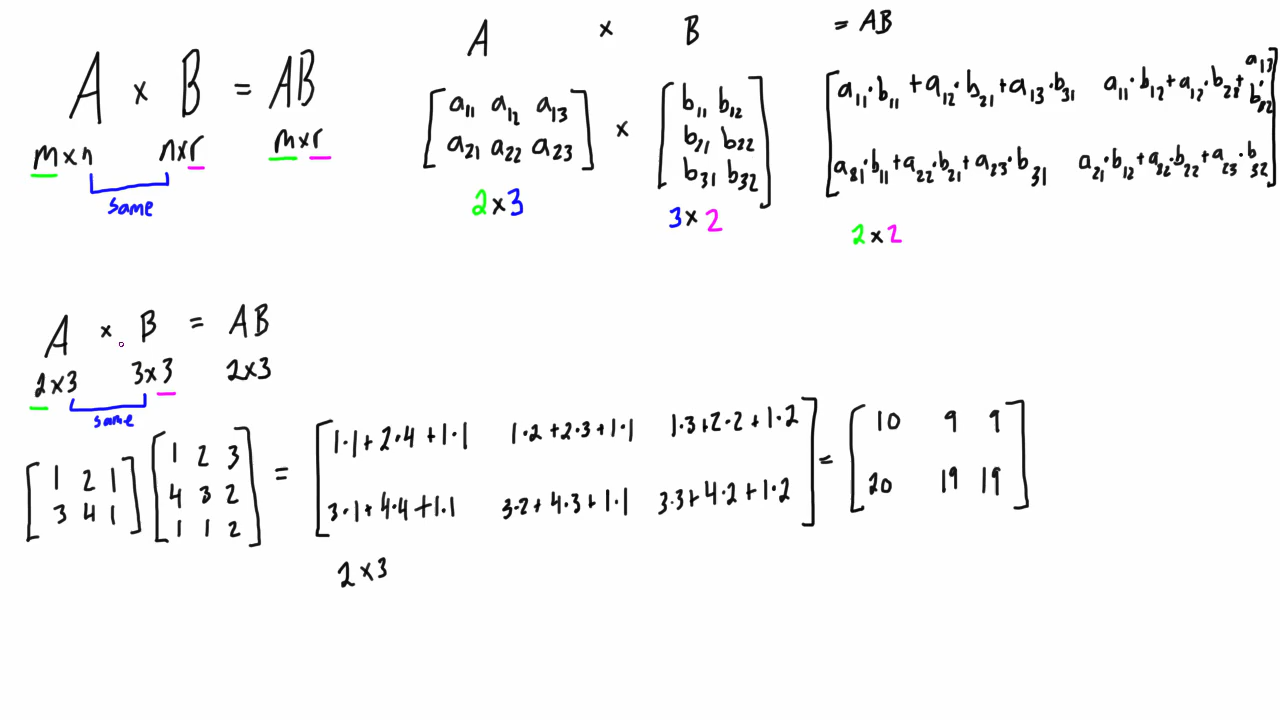 A × B = AB
m×n n×r m×r
same
A × B = AB
[a₁₁ a₁₂ a₁₃
a₂₁ a₂₂ a₂₃] × [b₁₁ b₁₂
b₂₁ b₂₂
b₃₁ b₃₂]
[a₁₁·b₁₁ + a₁₂·b₂₁ + a₁₃·b₃₁ a₁₁·b₁₂ + a₁₂·b₂₂ + a₁₃·b₃₂
a₂₁·b₁₁ + a₂₂·b₂₁ + a₂₃·b₃₁ a₂₁·b₁₂ + a₂₂·b₂₂ + a₂₃·b₃₂]
2×3 3×2 2×2
A × B = AB
2×3 3×3 2×3
same
[1 2 1
3 4 1] [1 2 3
4 3 2
1 1 2] =
[1·1+2·4+1·1 1·2+2·3+1·1 1·3+2·2+1·2
3·1+4·4+1·1 3·2+4·3+1·1 3·3+4·2+1·2] =
[10 9 9
20 19 19]
2×3